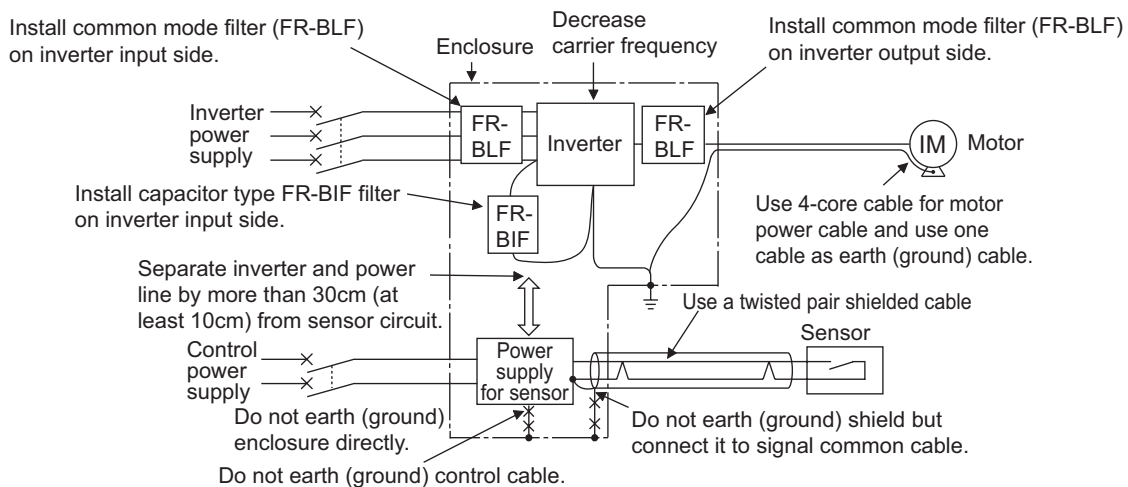 Install common mode filter (FR-BLF)
on inverter input side.
Enclosure
Decrease
carrier frequency
Install common mode filter (FR-BLF)
on inverter output side.
Inverter
power
supply
FR-
BLF
Inverter
FR-
BLF
IM
Motor
Install capacitor type FR-BIF filter
on inverter input side.
FR-
BIF
Use 4-core cable for motor
power cable and use one
cable as earth (ground) cable.
Separate inverter and power
line by more than 30cm (at
least 10cm) from sensor circuit.
Use a twisted pair shielded cable
Sensor
Control
power
supply
Power
supply
for sensor
Do not earth (ground)
enclosure directly.
Do not earth (ground) shield but
connect it to signal common cable.
Do not earth (ground) control cable.